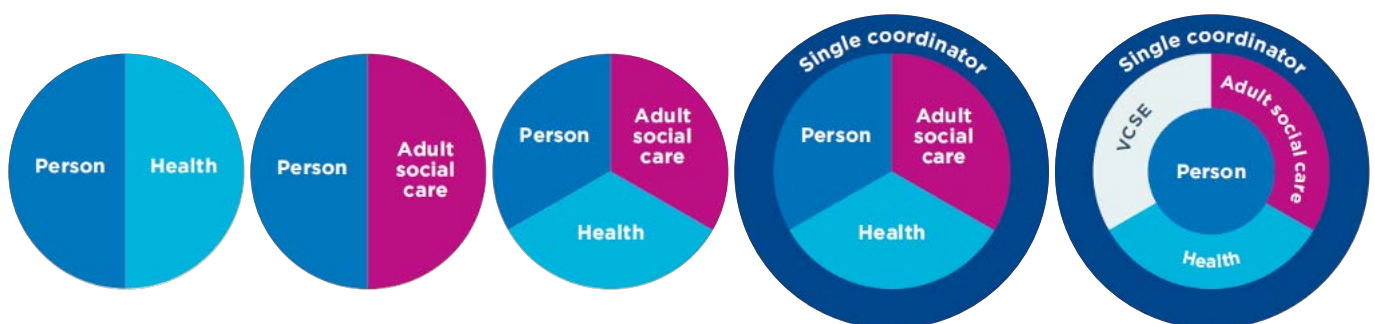 Person
Health
Person
Adult
social
care
Person
Adult
social
care
Health
Single coordinator
Person
Adult
social
care
Health
Single coordinator
VCSE
Adult social care
Person
Health